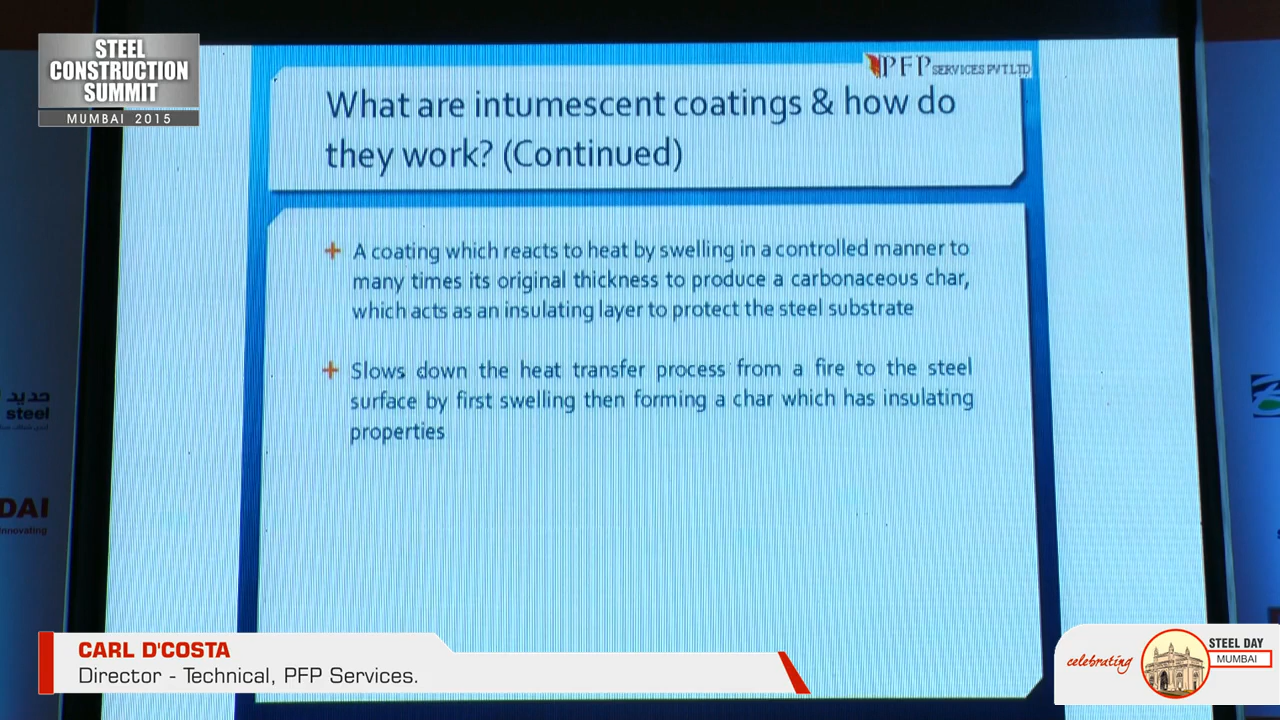 STEEL
CONSTRUCTION
SUMMIT
MUMBAI 2015
PFP SERVICES PVT LTD
What are intumescent coatings & how do
they work? (Continued)
+ A coating which reacts to heat by swelling in a controlled manner to
many times its original thickness to produce a carbonaceous char,
which acts as an insulating layer to protect the steel substrate
+ Slows down the heat transfer process from a fire to the steel
surface by first swelling then forming a char which has insulating
properties
حديد
steel
DAI
innovating
CARL D'COSTA
Director - Technical, PFP Services.
celebrating
STEEL DAY
MUMBAI